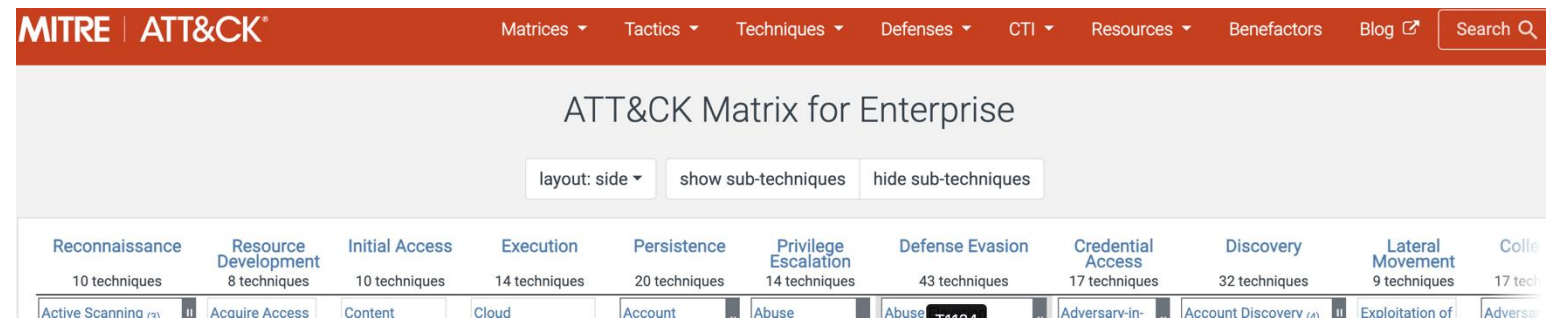 MITRE | ATT&CK®
Matrices Tactics Techniques Defenses CTI Resources Benefactors Blog Search
ATT&CK Matrix for Enterprise
layout: side show sub-techniques hide sub-techniques
Reconnaissance
10 techniques
Resource
Development
8 techniques
Initial Access
10 techniques
Execution
14 techniques
Persistence
20 techniques
Privilege
Escalation
14 techniques
Defense Evasion
43 techniques
Credential
Access
17 techniques
Discovery
32 techniques
Lateral
Movement
9 techniques
17
Active Scanning (3)
Acquire Access
Content
Cloud
Account
Abuse
Abuse
Adversary-in-
Account Discovery (4)
Exploitation of